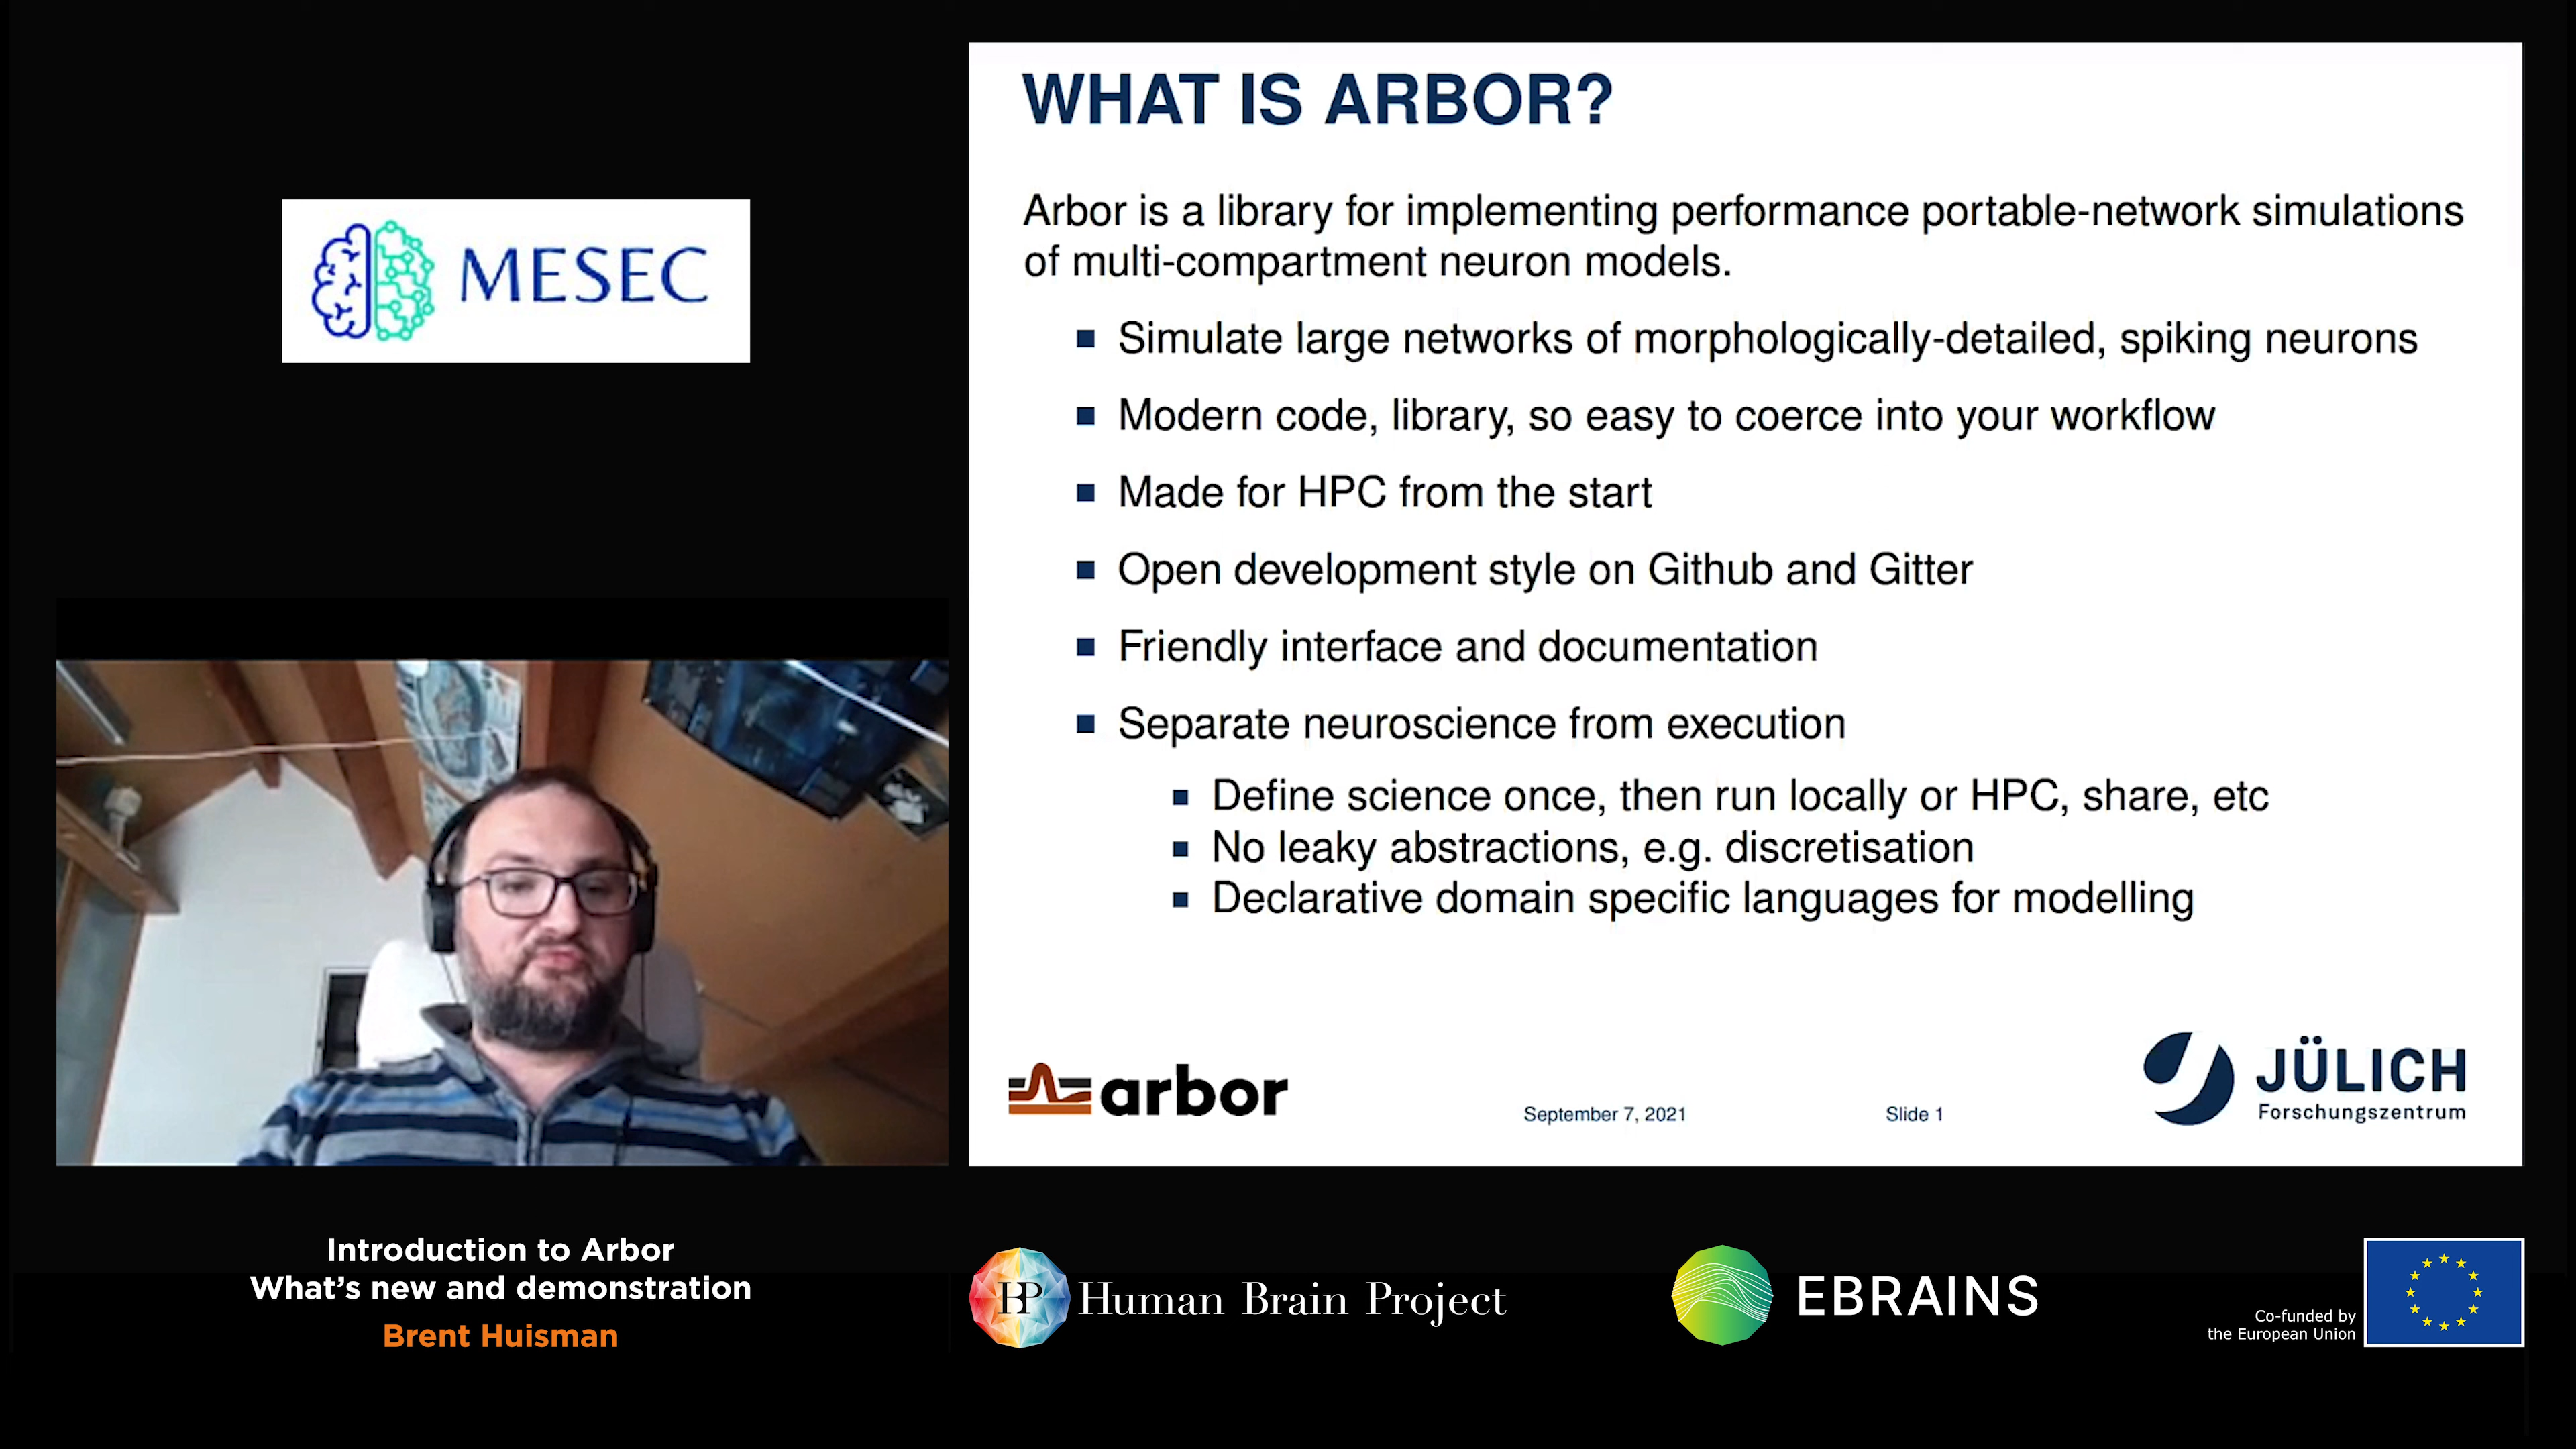 MESEC
WHAT IS ARBOR?
Arbor is a library for implementing performance portable-network simulations
of multi-compartment neuron models.
Simulate large networks of morphologically-detailed, spiking neurons
Modern code, library, so easy to coerce into your workflow
Made for HPC from the start
Open development style on Github and Gitter
Friendly interface and documentation
Separate neuroscience from execution
Define science once, then run locally or HPC, share, etc
No leaky abstractions, e.g. discretisation
Declarative domain specific languages for modelling
arbor
September 7, 2021
Slide 1
JÜLICH
Forschungszentrum
Introduction to Arbor
What’s new and demonstration
Brent Huisman
HBP
Human Brain Project
EBRAINS
Co-funded by
the European Union